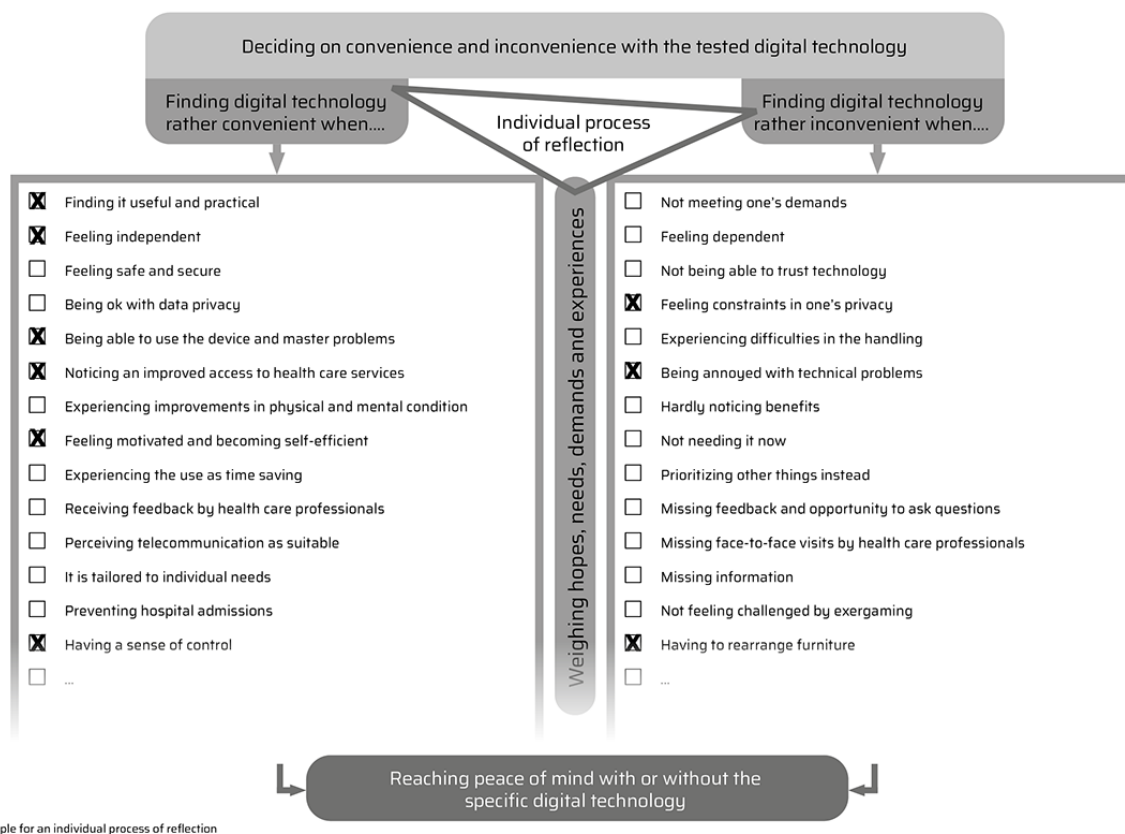 Deciding on convenience and inconvenience with the tested digital technology
Finding digital technology
rather convenient when....
Individual process
of reflection
Finding digital technology
rather inconvenient when....
Finding it useful and practical
Feeling independent
Feeling safe and secure
Being ok with data privacy
Being able to use the device and master problems
Noticing an improved access to health care services
Experiencing improvements in physical and mental condition
Feeling motivated and becoming self-efficient
Experiencing the use as time saving
Receiving feedback by health care professionals
Perceiving telecommunication as suitable
It is tailored to individual needs
Preventing hospital admissions
Having a sense of control
...
Weighing hopes, needs, demands and experiences
Not meeting one's demands
Feeling dependent
Not being able to trust technology
Feeling constraints in one's privacy
Experiencing difficulties in the handling
Being annoyed with technical problems
Hardly noticing benefits
Not needing it now
Prioritizing other things instead
Missing feedback and opportunity to ask questions
Missing face-to-face visits by health care professionals
Missing information
Not feeling challenged by exergaming
Having to rearrange furniture
...
Reaching peace of mind with or without the
specific digital technology
ple for an individual process of reflection